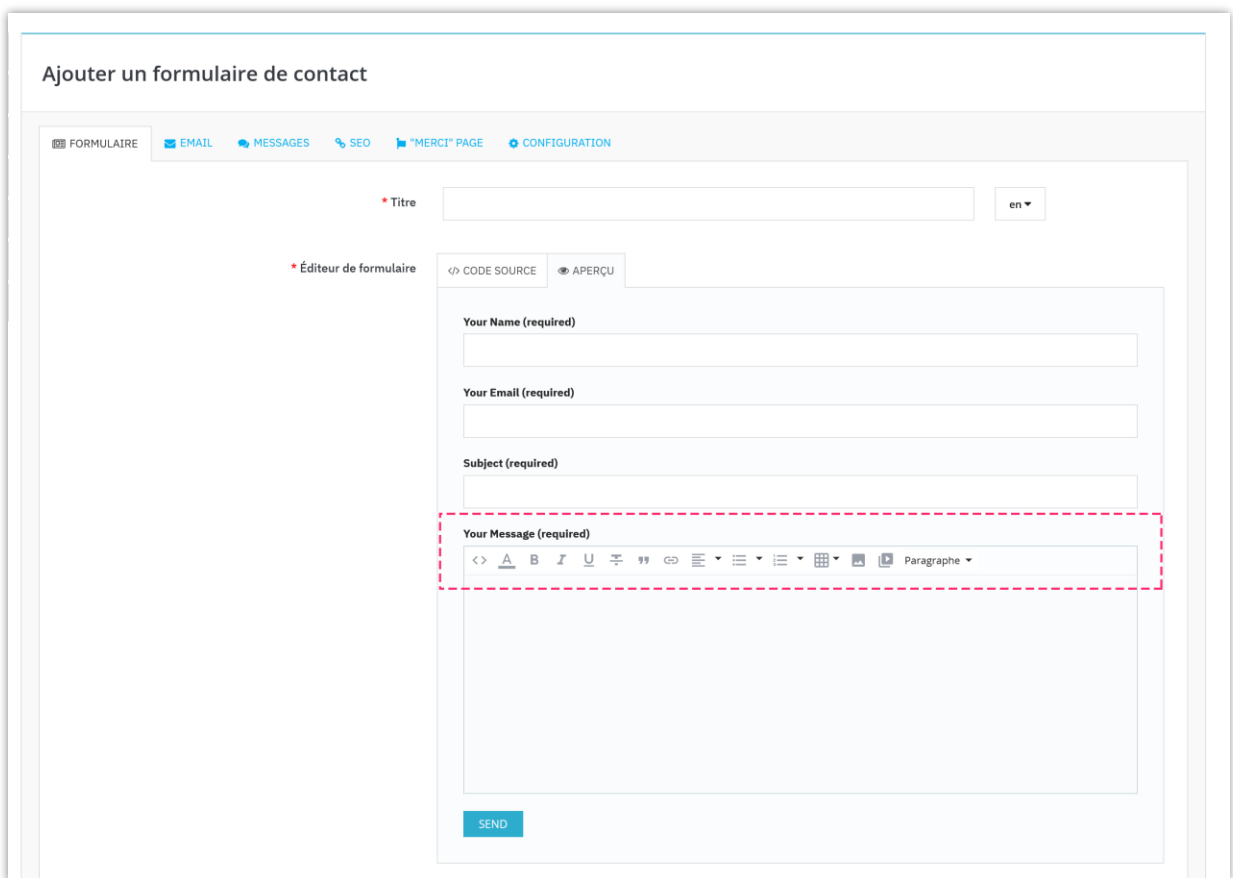 Ajouter un formulaire de contact
FORMULAIRE EMAIL MESSAGES SEO "MERCI" PAGE CONFIGURATION
* Titre en
* Éditeur de formulaire </> CODE SOURCE APERÇU
Your Name (required)
Your Email (required)
Subject (required)
Your Message (required)
<> A B I U T Paragraphe
SEND